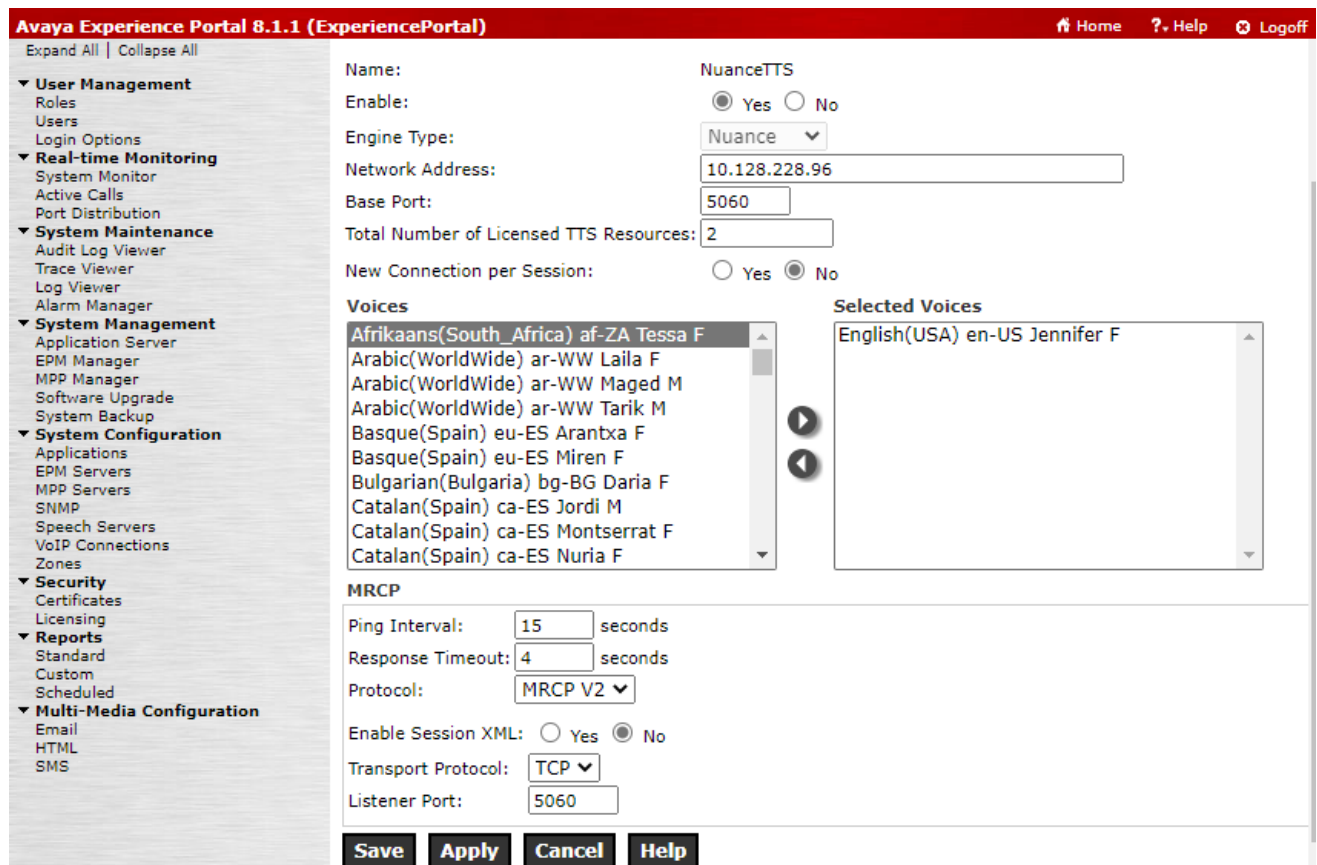 Avaya Experience Portal 8.1.1 (ExperiencePortal) Home ?▾ Help Logoff
Expand All | Collapse All
▼ User Management
Roles
Users
Login Options
▼ Real-time Monitoring
System Monitor
Active Calls
Port Distribution
▼ System Maintenance
Audit Log Viewer
Trace Viewer
Log Viewer
Alarm Manager
▼ System Management
Application Server
EPM Manager
MPP Manager
Software Upgrade
System Backup
▼ System Configuration
Applications
EPM Servers
MPP Servers
SNMP
Speech Servers
VoIP Connections
Zones
▼ Security
Certificates
Licensing
▼ Reports
Standard
Custom
Scheduled
▼ Multi-Media Configuration
Email
HTML
SMS
Name: NuanceTTS
Enable: Yes No
Engine Type: Nuance
Network Address: 10.128.228.96
Base Port: 5060
Total Number of Licensed TTS Resources: 2
New Connection per Session: Yes No
Voices
Afrikaans(South_Africa) af-ZA Tessa F
Arabic(WorldWide) ar-WW Laila F
Arabic(WorldWide) ar-WW Maged M
Arabic(WorldWide) ar-WW Tarik M
Basque(Spain) eu-ES Arantxa F
Basque(Spain) eu-ES Miren F
Bulgarian(Bulgaria) bg-BG Daria F
Catalan(Spain) ca-ES Jordi M
Catalan(Spain) ca-ES Montserrat F
Catalan(Spain) ca-ES Nuria F
Selected Voices
English(USA) en-US Jennifer F
MRCP
Ping Interval: 15 seconds
Response Timeout: 4 seconds
Protocol: MRCP V2
Enable Session XML: Yes No
Transport Protocol: TCP
Listener Port: 5060
Save Apply Cancel Help